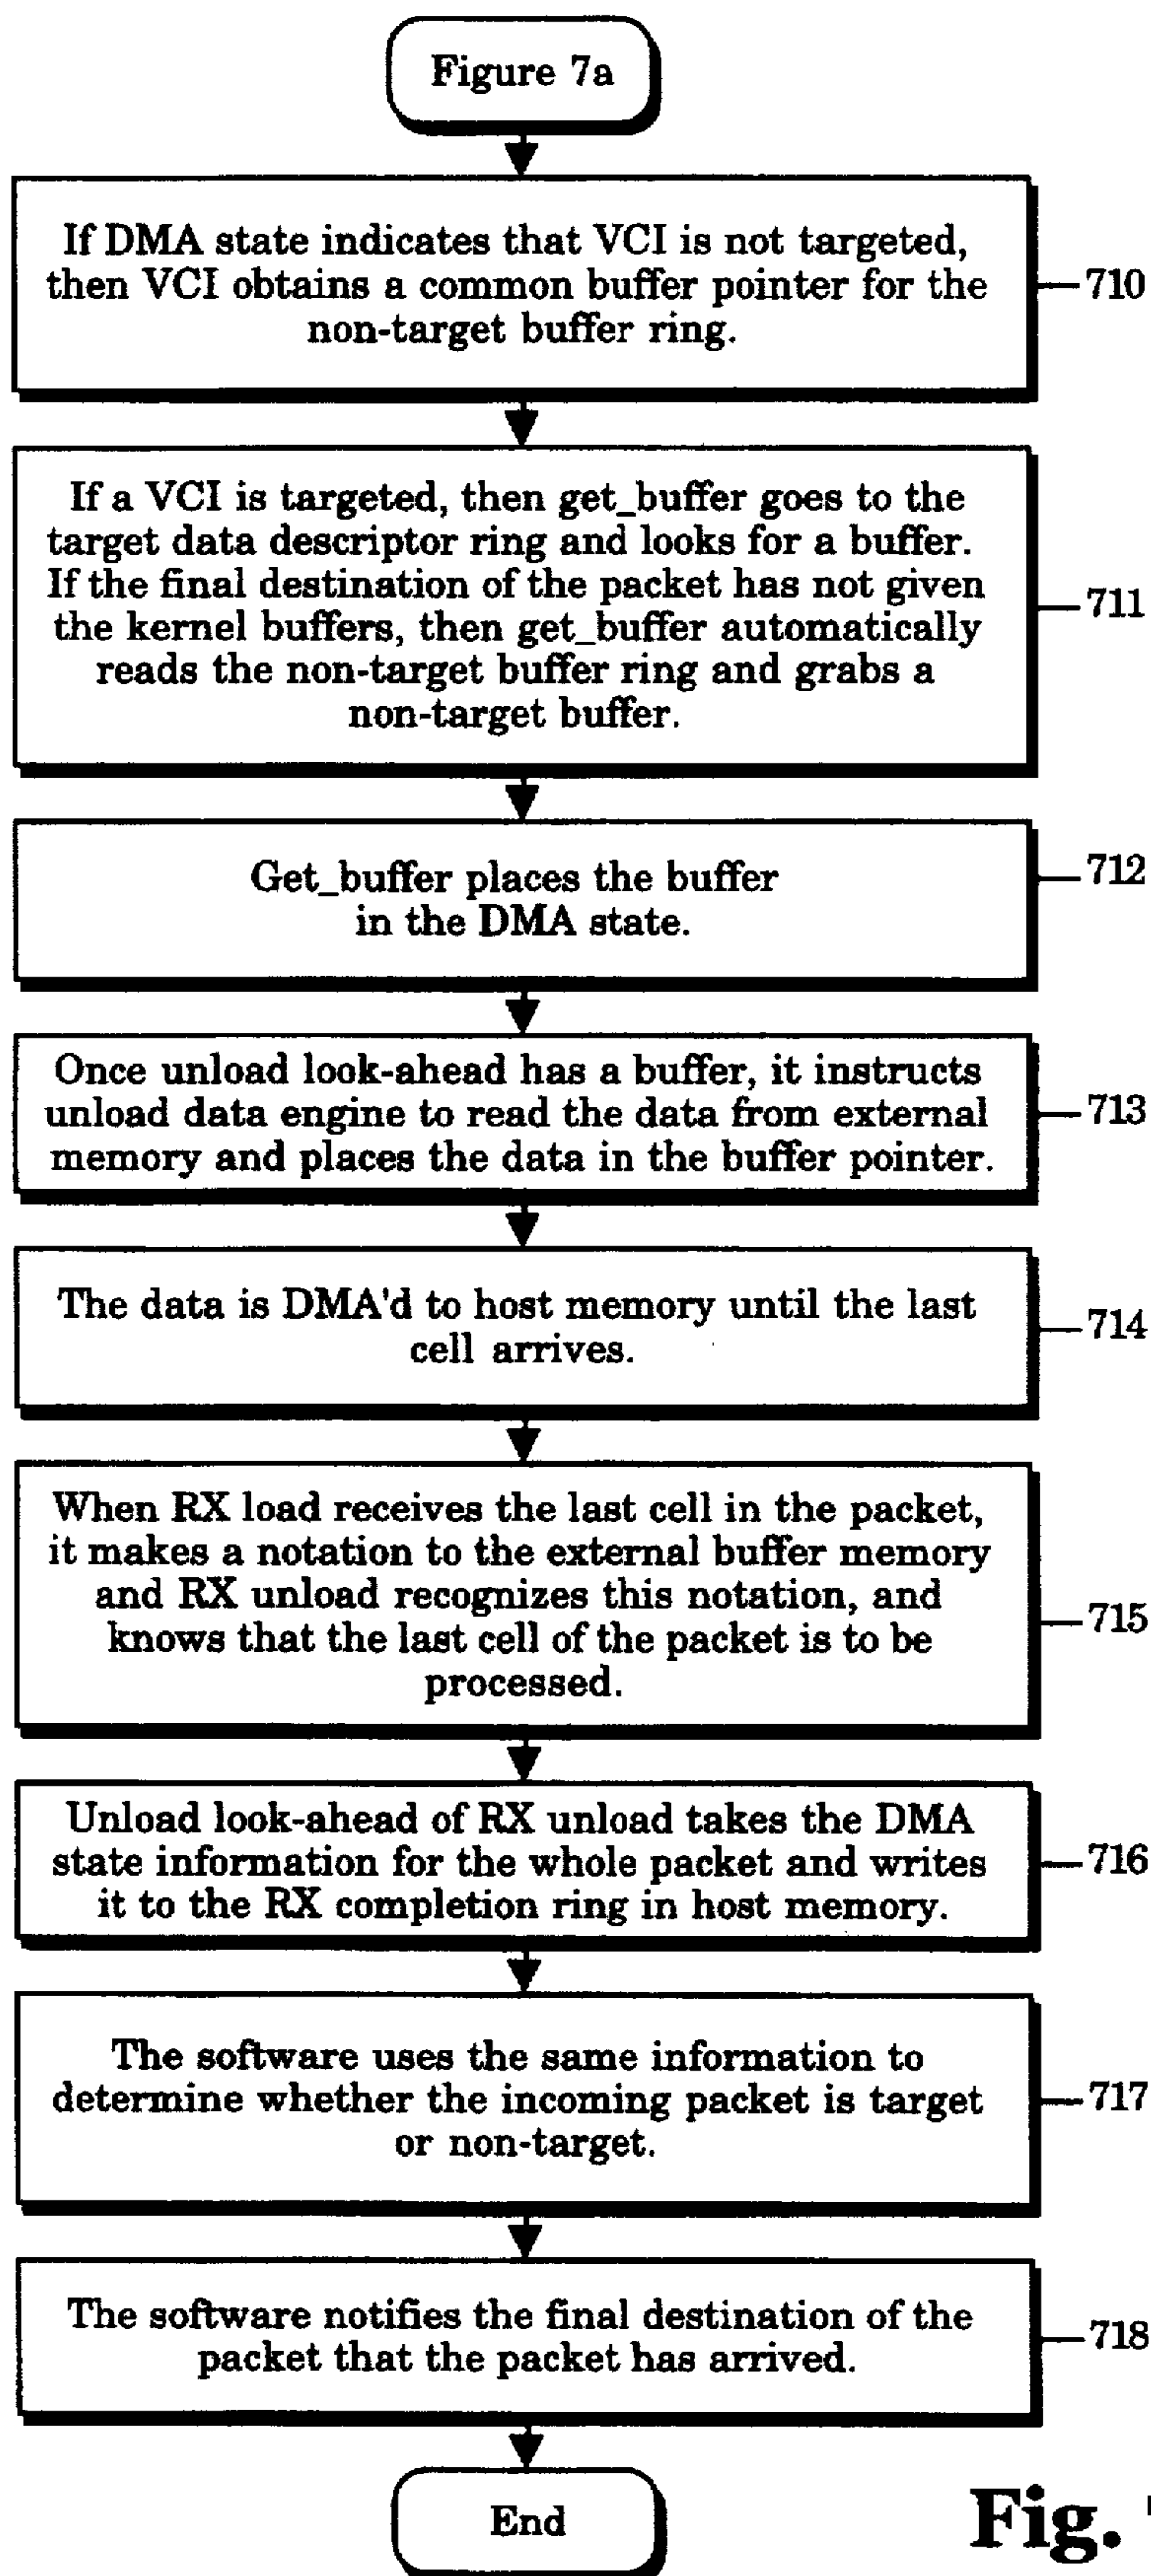 Figure 7a
If DMA state indicates that VCI is not targeted,
then VCI obtains a common buffer pointer for the
non-target buffer ring.
710
If a VCI is targeted, then get_buffer goes to the
target data descriptor ring and looks for a buffer.
If the final destination of the packet has not given
the kernel buffers, then get_buffer automatically
reads the non-target buffer ring and grabs a
non-target buffer.
711
Get_buffer places the buffer
in the DMA state.
712
Once unload look-ahead has a buffer, it instructs
unload data engine to read the data from external
memory and places the data in the buffer pointer.
713
The data is DMA'd to host memory until the last
cell arrives.
714
When RX load receives the last cell in the packet,
it makes a notation to the external buffer memory
and RX unload recognizes this notation, and
knows that the last cell of the packet is to be
processed.
715
Unload look-ahead of RX unload takes the DMA
state information for the whole packet and writes
it to the RX completion ring in host memory.
716
The software uses the same information to
determine whether the incoming packet is target
or non-target.
717
The software notifies the final destination of the
packet that the packet has arrived.
718
End
Fig.